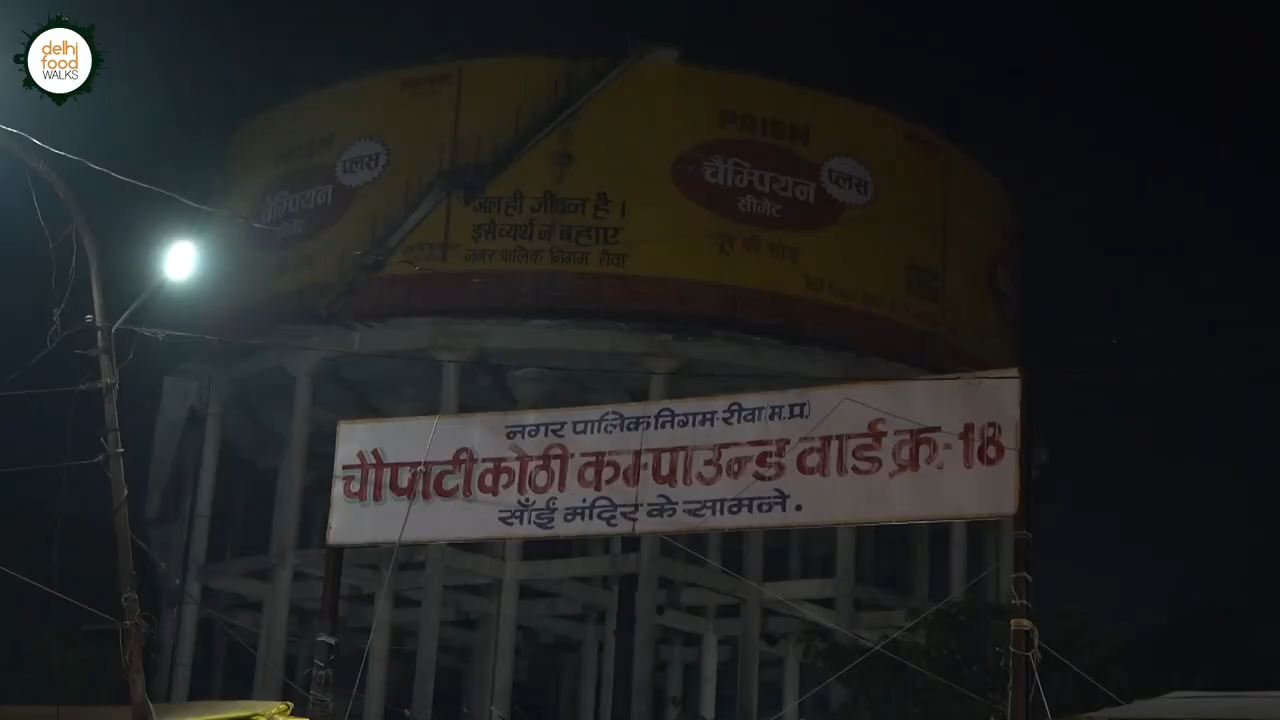 delhi
food
WALKS
PRISM
चैम्पियन प्लस
PRISM
चैम्पियन प्लस
सीमेंट
जल ही जीवन है ।
इसे व्यर्थ न बहाए
नगर पालिक निगम रीवा
नगर पालिक निगम-रीवा (म.प्र.)
चौपाटी कोठी कम्पाउन्ड वार्ड क्र.-18
साँई मंदिर के सामने.